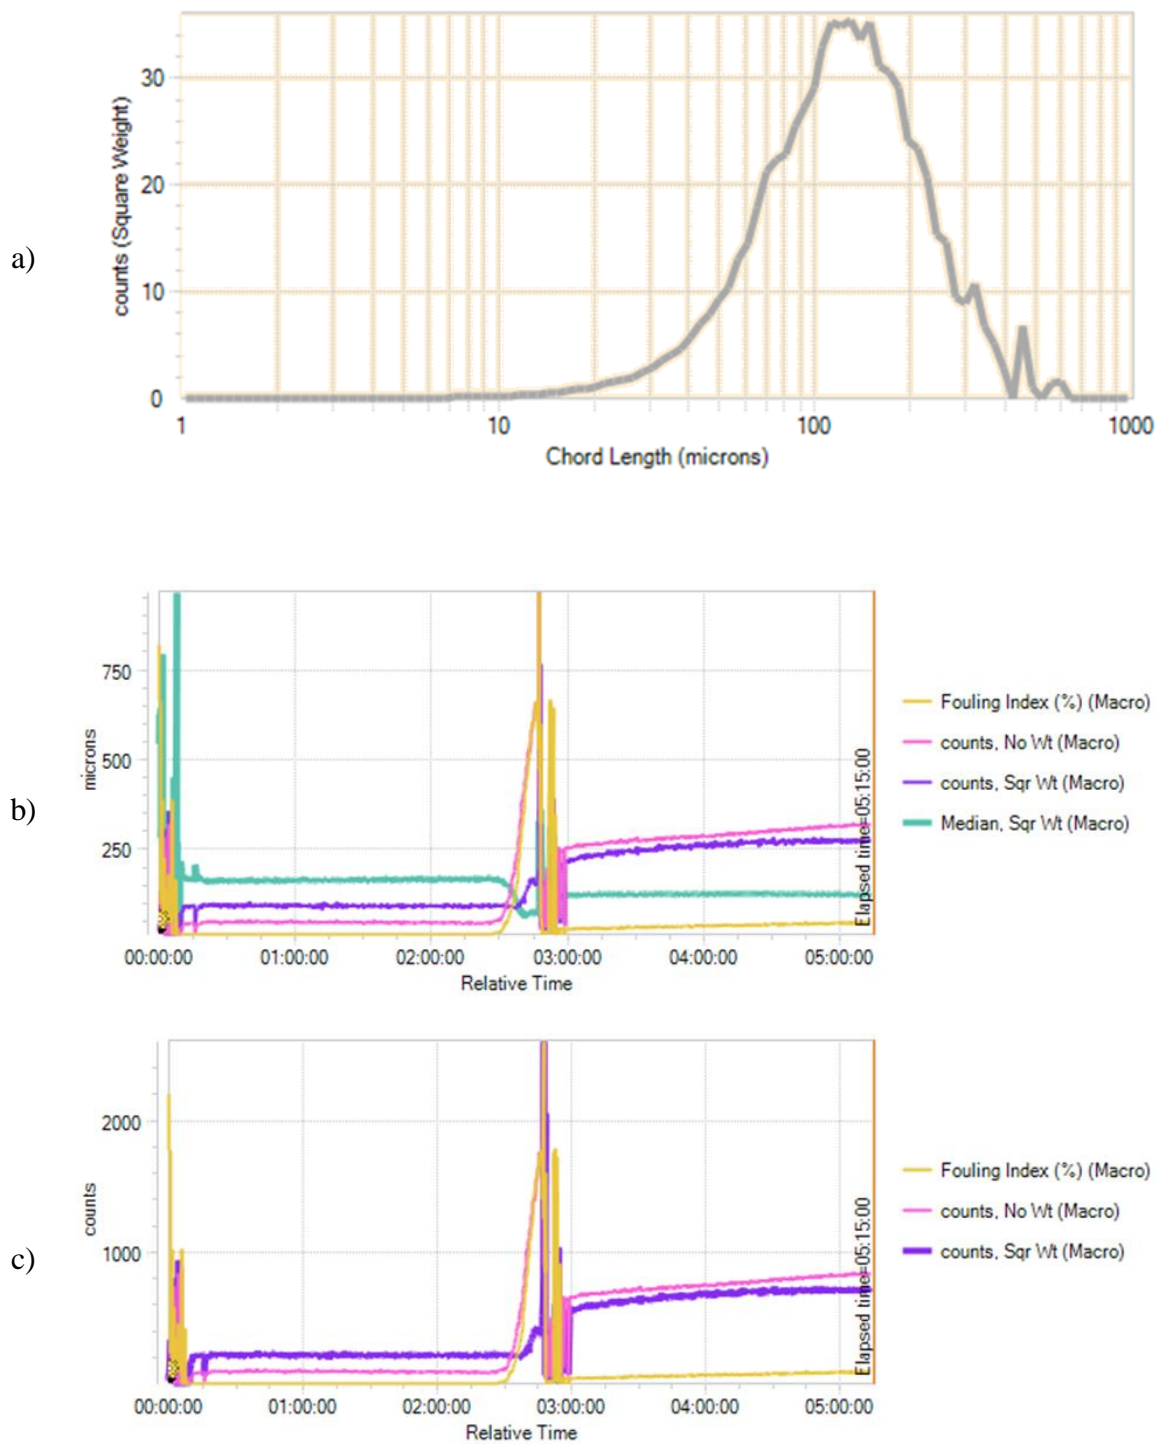 a)
counts (Square Weight)
30
20
10
0
1 10 100 1000
Chord Length (microns)
b)
microns
750
500
250
Elapsed time=05:15:00
00:00:00 01:00:00 02:00:00 03:00:00 04:00:00 05:00:00
Relative Time
Fouling Index (%) (Macro)
counts, No Wt (Macro)
counts, Sqr Wt (Macro)
Median, Sqr Wt (Macro)
c)
counts
2000
1000
Elapsed time=05:15:00
00:00:00 01:00:00 02:00:00 03:00:00 04:00:00 05:00:00
Relative Time
Fouling Index (%) (Macro)
counts, No Wt (Macro)
counts, Sqr Wt (Macro)